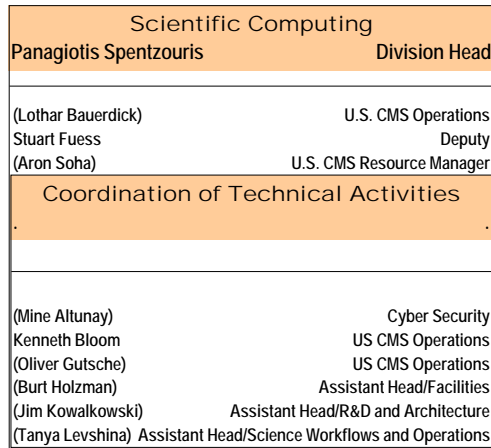 Scientific Computing
Panagiotis Spentzouris Division Head
(Lothar Bauerdick) U.S. CMS Operations
Stuart Fuess Deputy
(Aron Soha) U.S. CMS Resource Manager
Coordination of Technical Activities
. .
(Mine Altunay) Cyber Security
Kenneth Bloom US CMS Operations
(Oliver Gutsche) US CMS Operations
(Burt Holzman) Assistant Head/Facilities
(Jim Kowalkowski) Assistant Head/R&D and Architecture
(Tanya Levshina) Assistant Head/Science Workflows and Operations